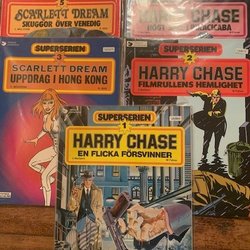 5
SCARLETT DREAM
SKUGGOR ÖVER VENEDIG
HARRY CHASE
SUPERSERIEN
3
SCARLETT DREAM
UPPDRAG I HONG KONG
SUPERSERIEN
2
HARRY CHASE
FILMRULLENS HEMLIGHET
SUPERSERIEN
1
HARRY CHASE
EN FLICKA FÖRSVINNER